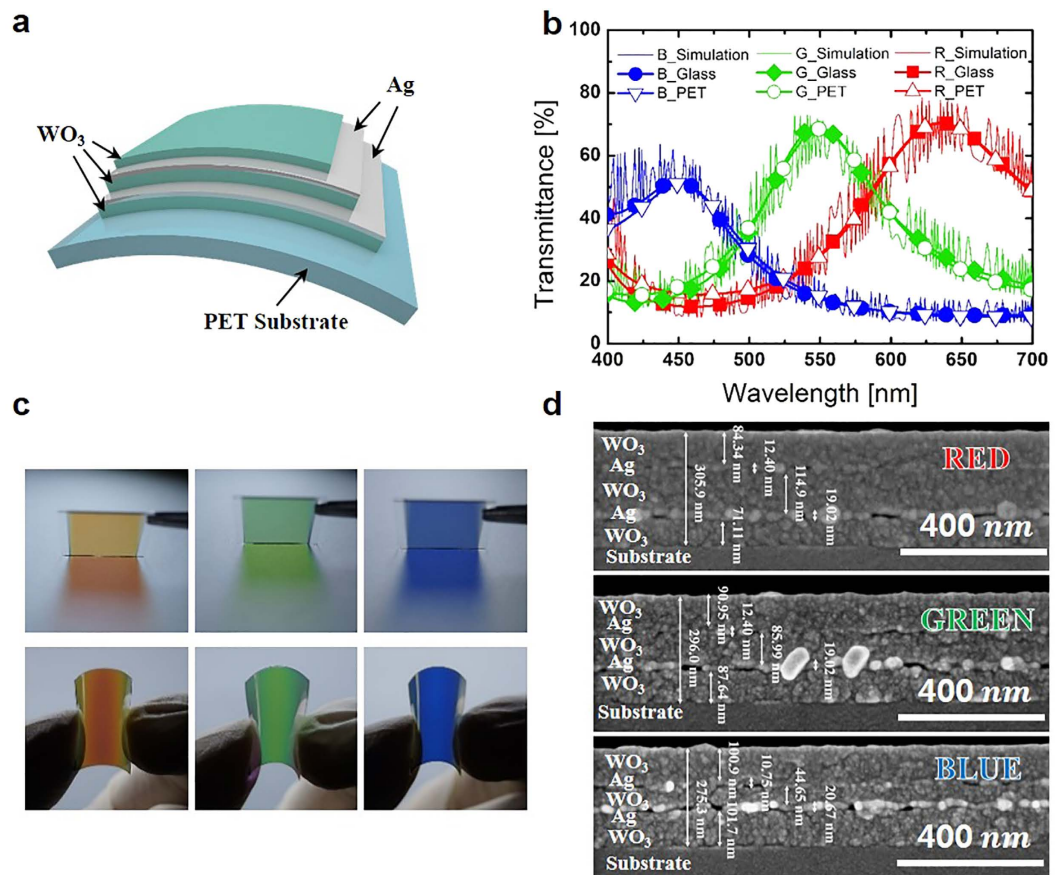 a
WO₃
Ag
PET Substrate
b
Transmittance [%]
100
80
60
40
20
0
B_Simulation
G_Simulation
R_Simulation
B_Glass
G_Glass
R_Glass
B_PET
G_PET
R_PET
400 450 500 550 600 650 700
Wavelength [nm]
c
d
WO₃
Ag
WO₃
Ag
WO₃
Substrate
305.9 nm
84.34 nm
71.11 nm
12.40 nm
114.9 nm
19.02 nm
RED
400 nm
WO₃
Ag
WO₃
Ag
WO₃
Substrate
296.0 nm
90.95 nm
87.64 nm
12.40 nm
85.99 nm
19.02 nm
GREEN
400 nm
WO₃
Ag
WO₃
Ag
WO₃
Substrate
275.3 nm
100.9 nm
101.7 nm
10.75 nm
44.65 nm
20.67 nm
BLUE
400 nm